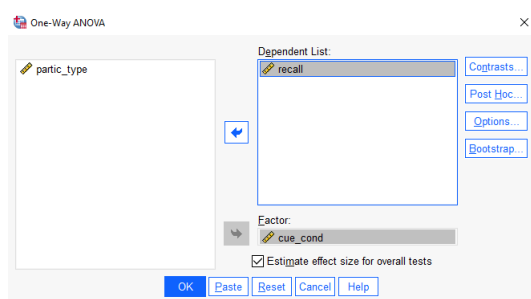 One-Way ANOVA
Dependent List:
partic_type
recall
Contrasts...
Post Hoc...
Options...
Bootstrap...
Factor:
cue_cond
Estimate effect size for overall tests
OK Paste Reset Cancel Help